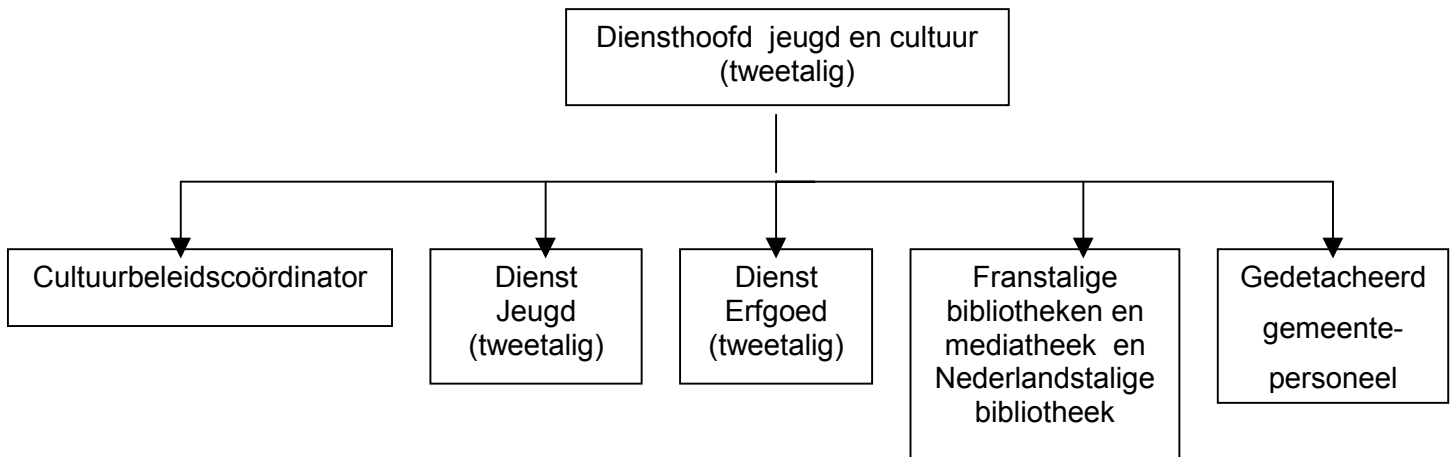 Diensthoofd jeugd en cultuur
(tweetalig)
Cultuurbeleidscoördinator
Dienst
Jeugd
(tweetalig)
Dienst
Erfgoed
(tweetalig)
Franstalige
bibliotheken en
mediatheek en
Nederlandstalige
bibliotheek
Gedetacheerd
gemeente-
personeel